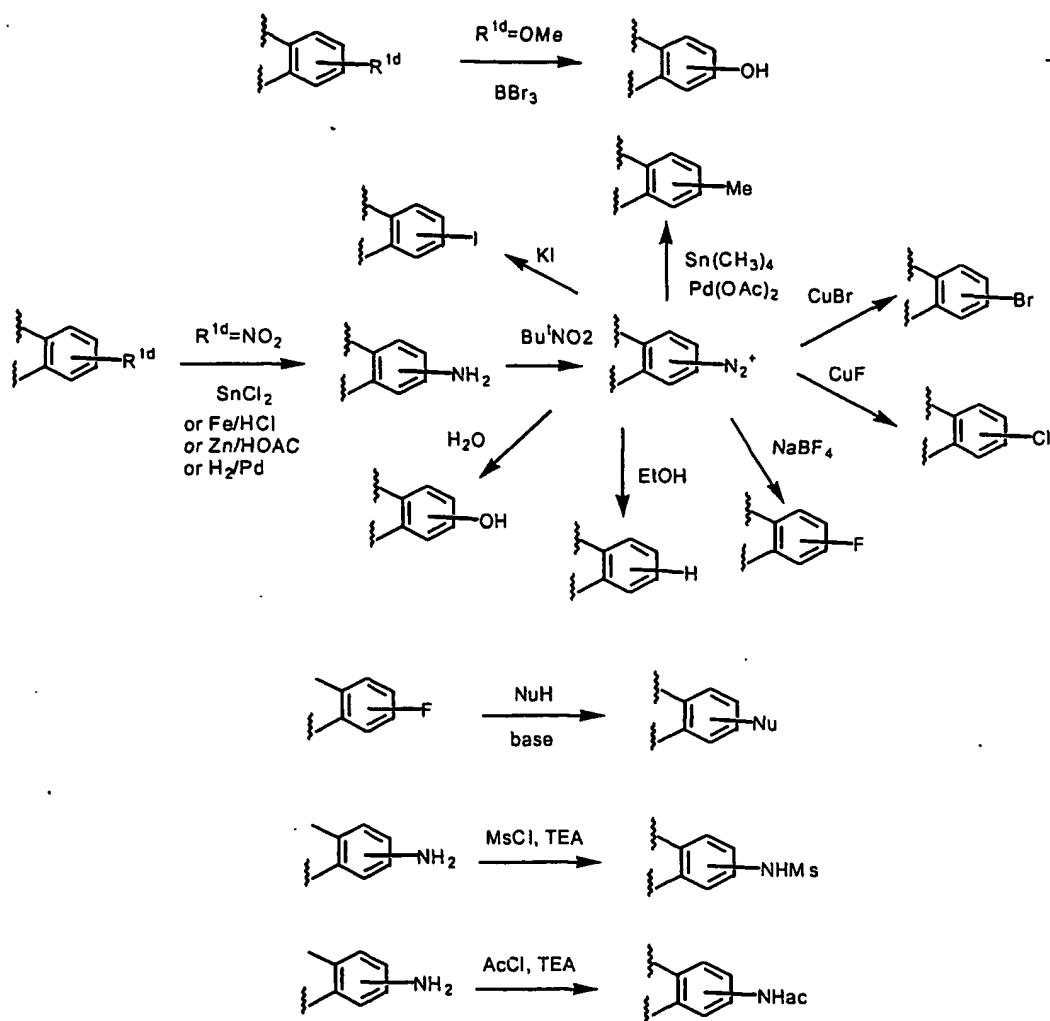 R1d=OMe
R1d
BBr3
OH
Me
I
KI
Sn(CH3)4
Pd(OAc)2
CuBr
Br
R1d
R1d=NO2
SnCl2
or Fe/HCl
or Zn/HOAC
or H2/Pd
NH2
ButNO2
N2+
CuF
Cl
H2O
OH
EtOH
H
NaBF4
F
F
NuH
base
Nu
NH2
MsCl, TEA
NHMs
NH2
AcCl, TEA
NHac